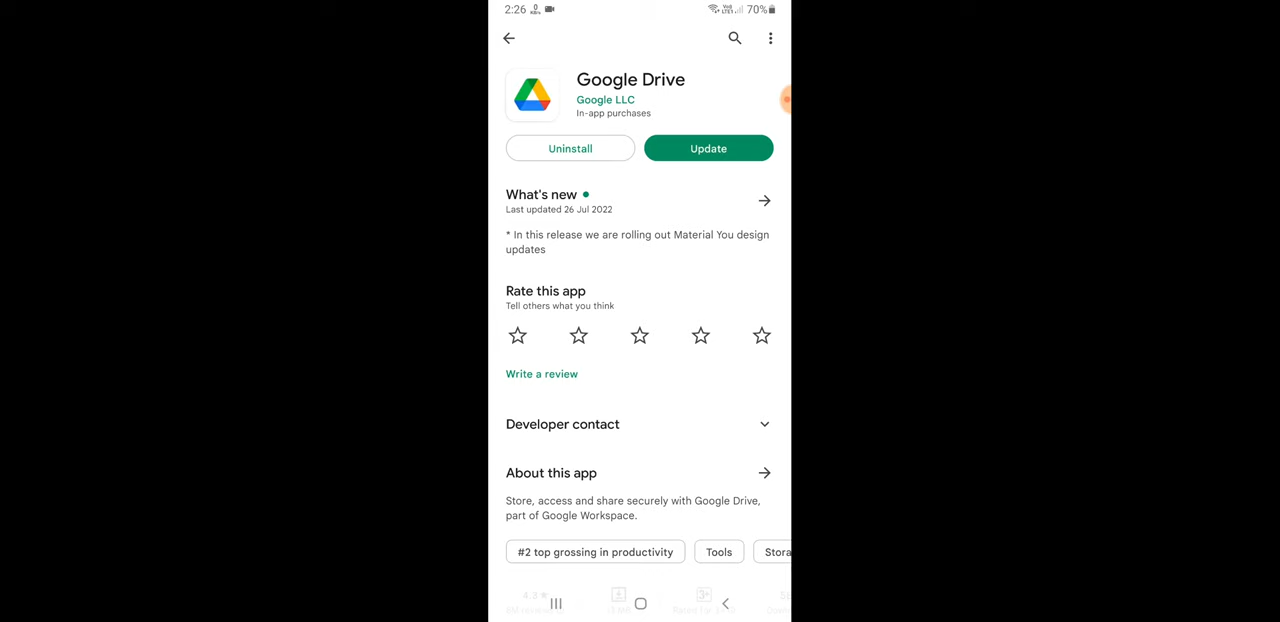 2:26 70%
Google Drive
Google LLC
In-app purchases
Uninstall
Update
What's new
Last updated 26 Jul 2022
* In this release we are rolling out Material You design
updates
Rate this app
Tell others what you think
Write a review
Developer contact
About this app
Store, access and share securely with Google Drive,
part of Google Workspace.
#2 top grossing in productivity
Tools
Stora
4.3★